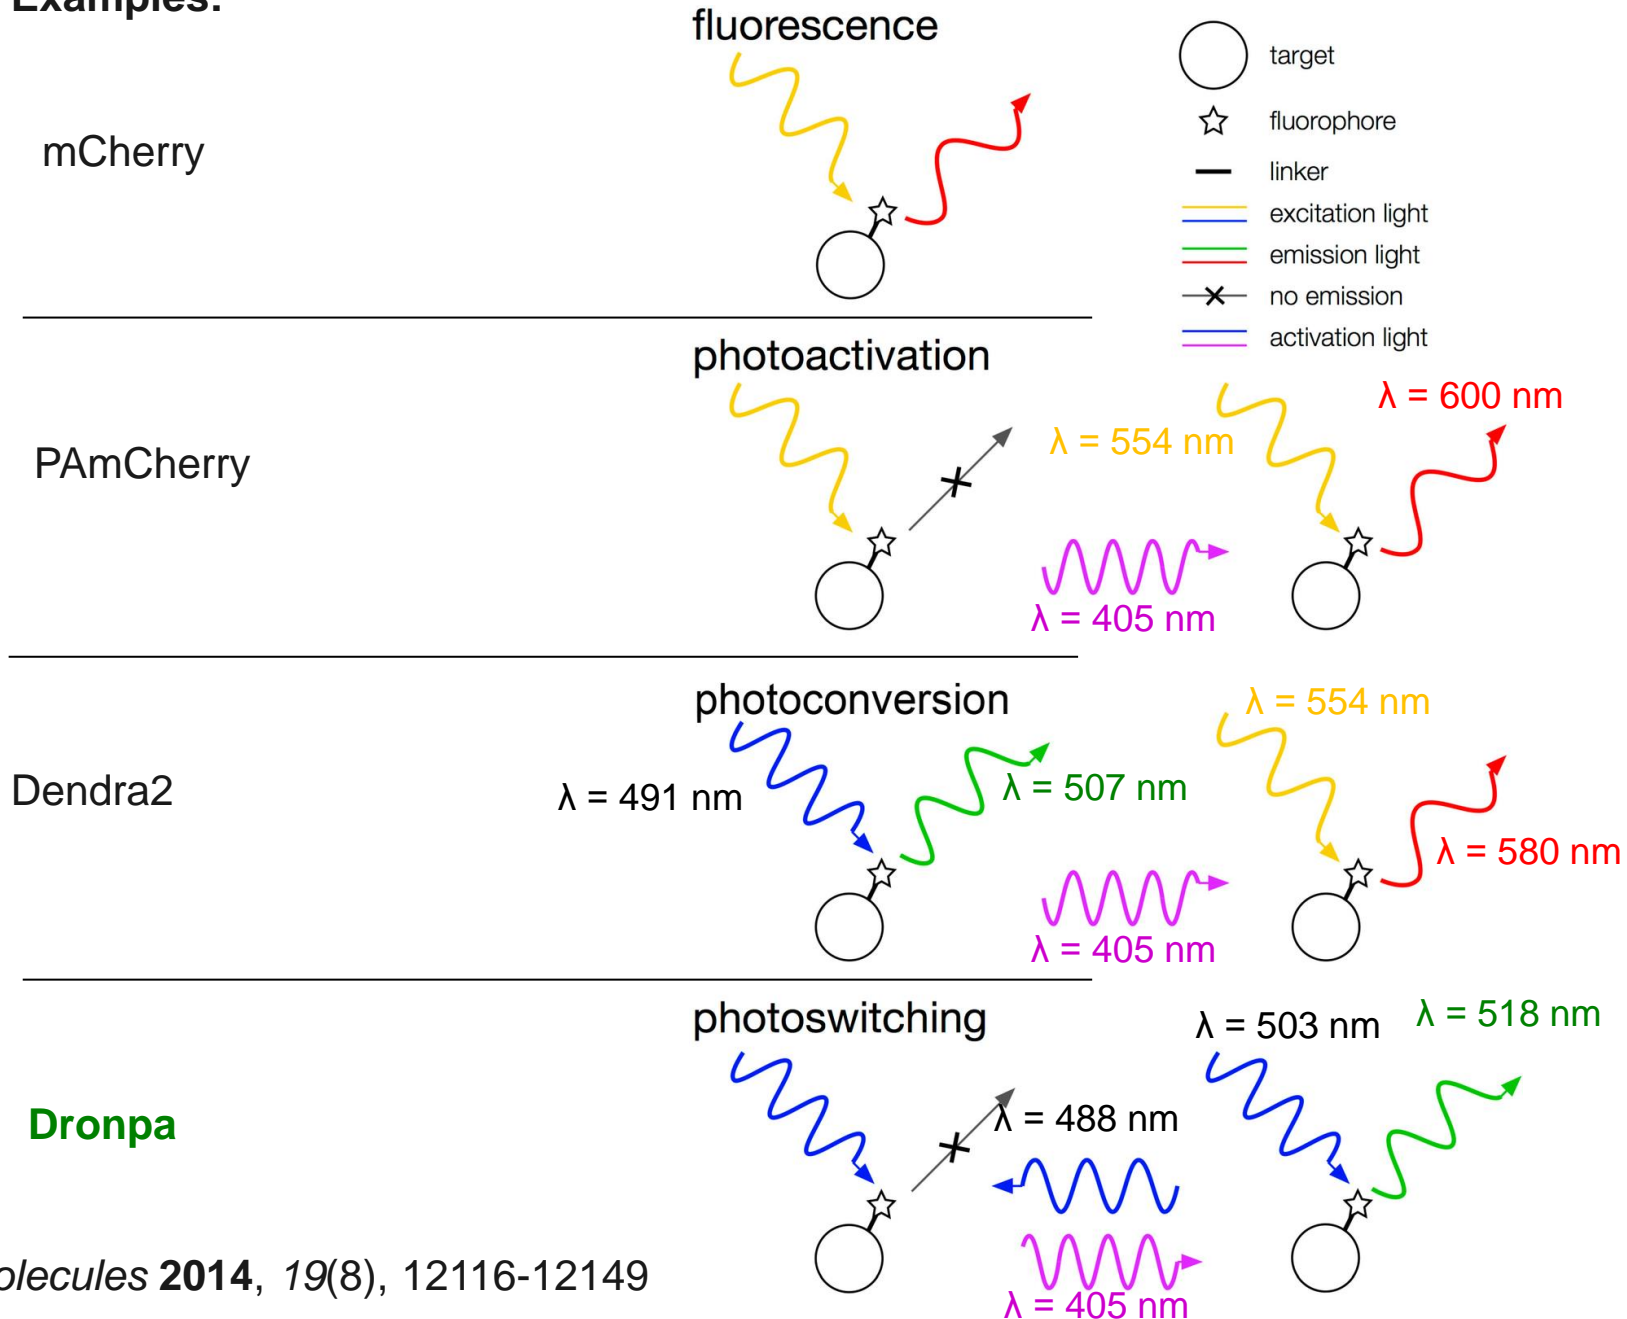 Examples:
fluorescence
target
fluorophore
mCherry
linker
excitation light
emission light
no emission
activation light
photoactivation
λ = 600 nm
λ = 554 nm
PAmCherry
λ = 405 nm
photoconversion
λ = 554 nm
Dendra2
λ = 491 nm
λ = 507 nm
λ = 580 nm
λ = 405 nm
photoswitching
λ = 503 nm
λ = 518 nm
Dronpa
λ = 488 nm
λ = 405 nm
olecules 2014, 19(8), 12116-12149